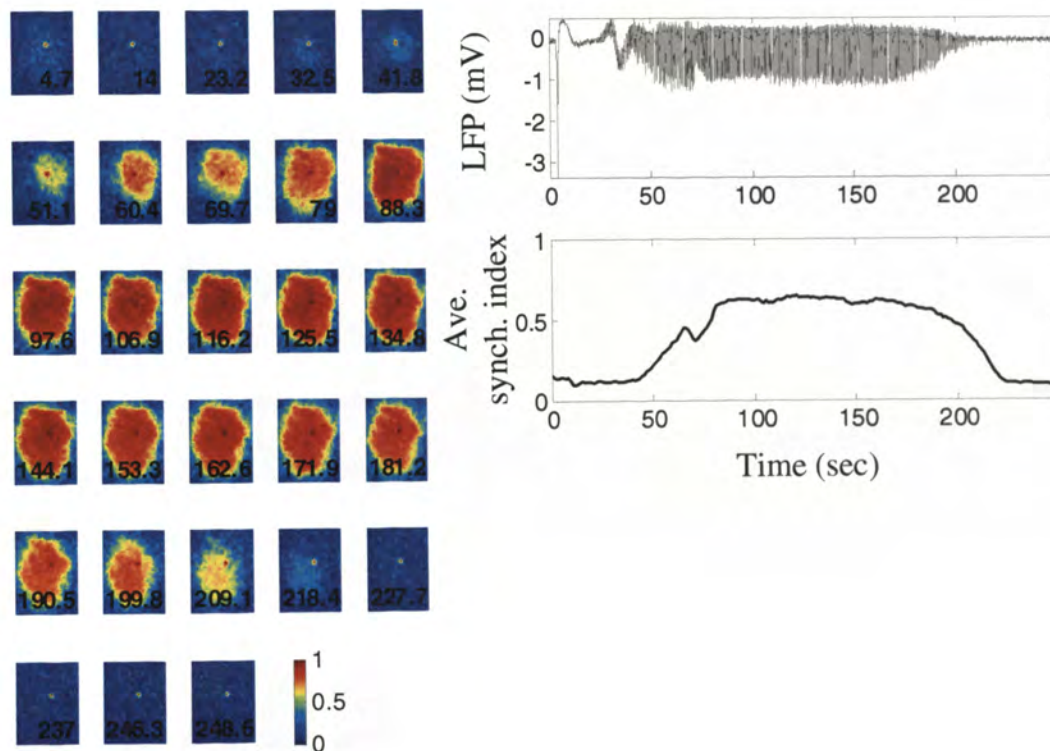 4.7 14 23.2 32.5 41.8
51.1 60.4 69.7 79 88.3
97.6 106.9 116.2 125.5 134.8
144.1 153.3 162.6 171.9 181.2
190.5 199.8 209.1 218.4 227.7
237 246.3 248.6
1
0.5
0
LFP (mV)
0
-1
-2
-3
0 50 100 150 200
Ave.
synch. index
1
0.5
0
0 50 100 150 200
Time (sec)